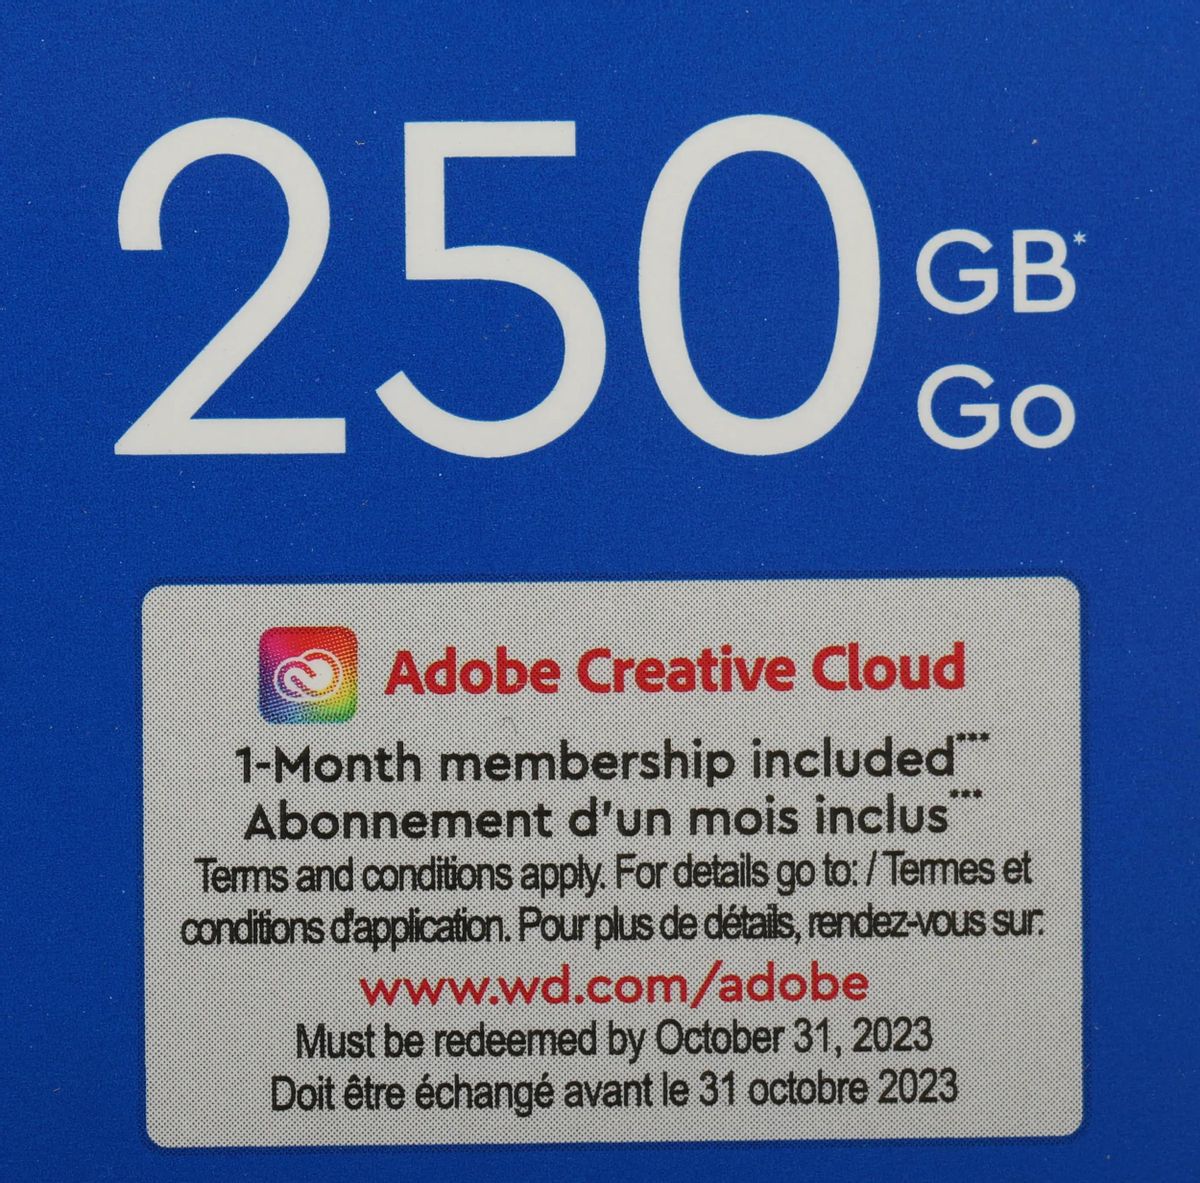 250 GB*
Go
Adobe Creative Cloud
1-Month membership included***
Abonnement d'un mois inclus***
Terms and conditions apply. For details go to: / Termes et
conditions d'application. Pour plus de détails, rendez-vous sur:
www.wd.com/adobe
Must be redeemed by October 31, 2023
Doit être échangé avant le 31 octobre 2023